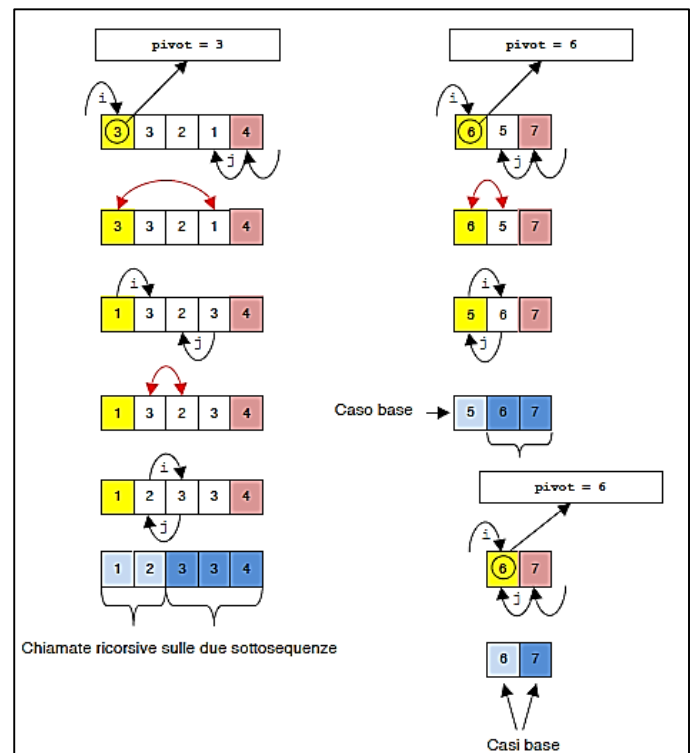 pivot = 3
i
3 3 2 1 4
j
3 3 2 1 4
i
1 3 2 3 4
j
1 3 2 3 4
i
1 2 3 3 4
j
1 2 3 3 4
Chiamate ricorsive sulle due sottosequenze
pivot = 6
i
6 5 7
j
6 5 7
i
5 6 7
j
Caso base
5 6 7
pivot = 6
i
6 7
j
6 7
Casi base